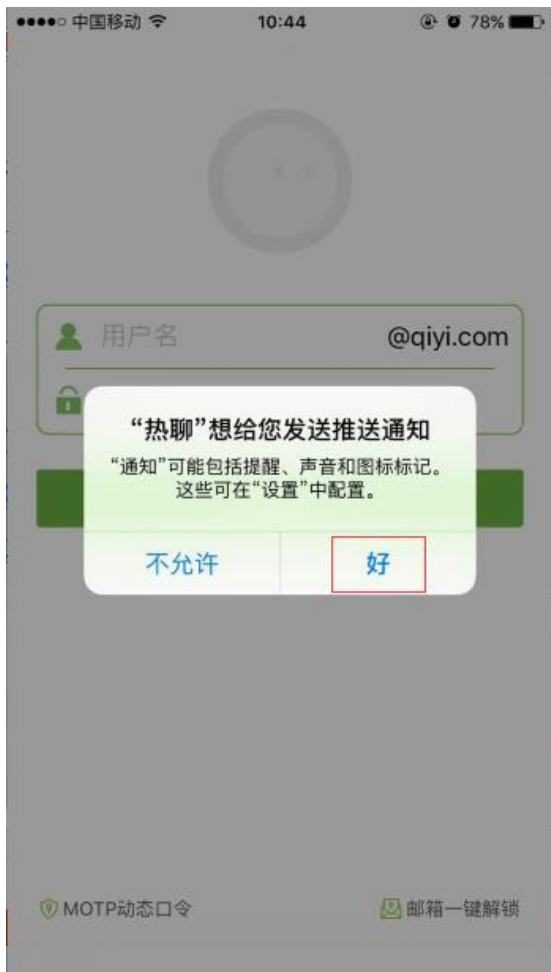 中国移动 10:44 78%
用户名 @qiyi.com
“热聊”想给您发送推送通知
“通知”可能包括提醒、声音和图标标记。
这些可在“设置”中配置。
不允许 好
MOTP动态口令 邮箱一键解锁